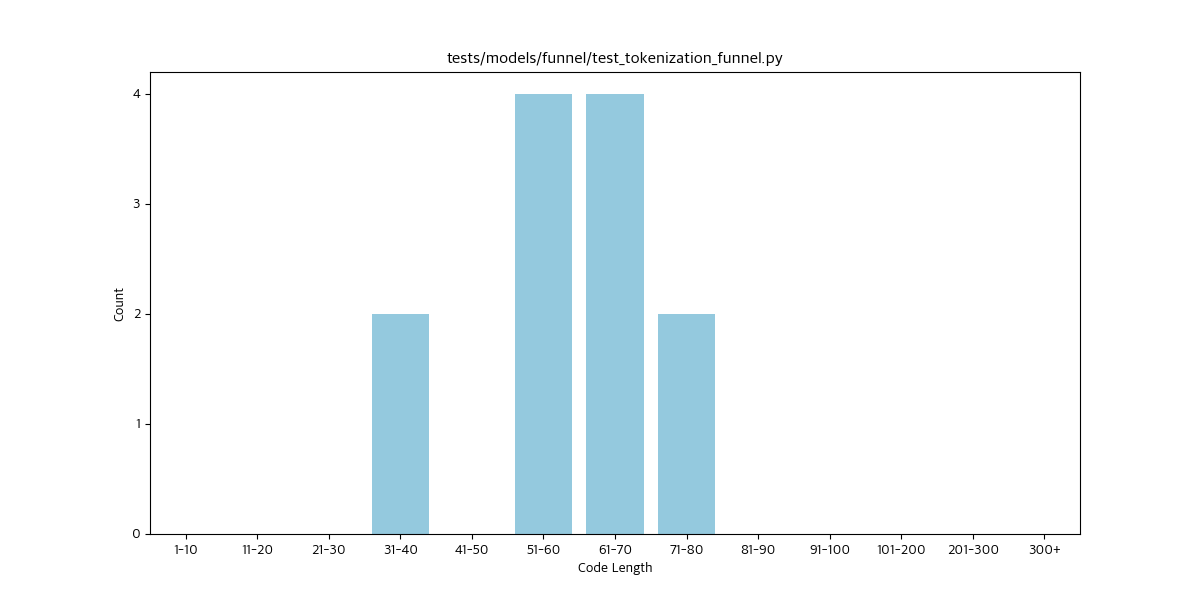 tests/models/funnel/test_tokenization_funnel.py
4
3
2
1
0
Count
1-10 11-20 21-30 31-40 41-50 51-60 61-70 71-80 81-90 91-100 101-200 201-300 300+
Code Length